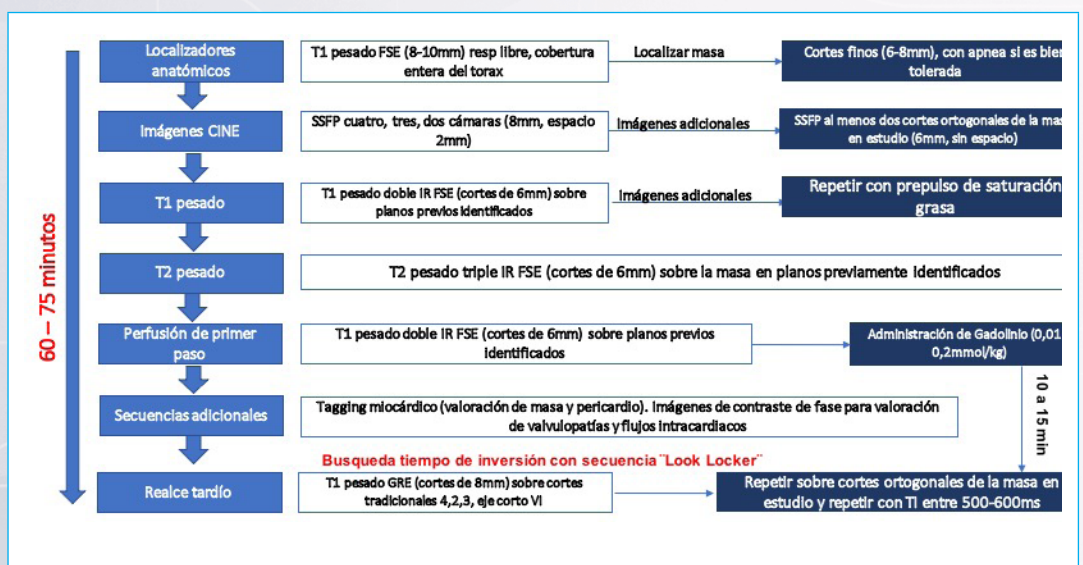 60 – 75 minutos
Localizadores
anatómicos
T1 pesado FSE (8-10mm) resp libre, cobertura
entera del torax
Localizar masa
Cortes finos (6-8mm), con apnea si es bien
tolerada
Imágenes CINE
SSFP cuatro, tres, dos cámaras (8mm, espacio
2mm)
Imágenes adicionales
SSFP al menos dos cortes ortogonales de la mas
en estudio (6mm, sin espacio)
T1 pesado
T1 pesado doble IR FSE (cortes de 6mm) sobre
planos previos identificados
Imágenes adicionales
Repetir con prepulso de saturación
grasa
T2 pesado
T2 pesado triple IR FSE (cortes de 6mm) sobre la masa en planos previamente identificados
Perfusión de primer
paso
T1 pesado doble IR FSE (cortes de 6mm) sobre planos previos
identificados
Administración de Gadolinio (0,01
0,2mmol/kg)
10 a 15 min
Secuencias adicionales
Tagging miocárdico (valoración de masa y pericardio). Imágenes de contraste de fase para valoración
de valvulopatías y flujos intracardiacos
Busqueda tiempo de inversión con secuencia ¨Look Locker¨
Realce tardío
T1 pesado GRE (cortes de 8mm) sobre cortes
tradicionales 4,2,3, eje corto VI
Repetir sobre cortes ortogonales de la masa en
estudio y repetir con TI entre 500-600ms